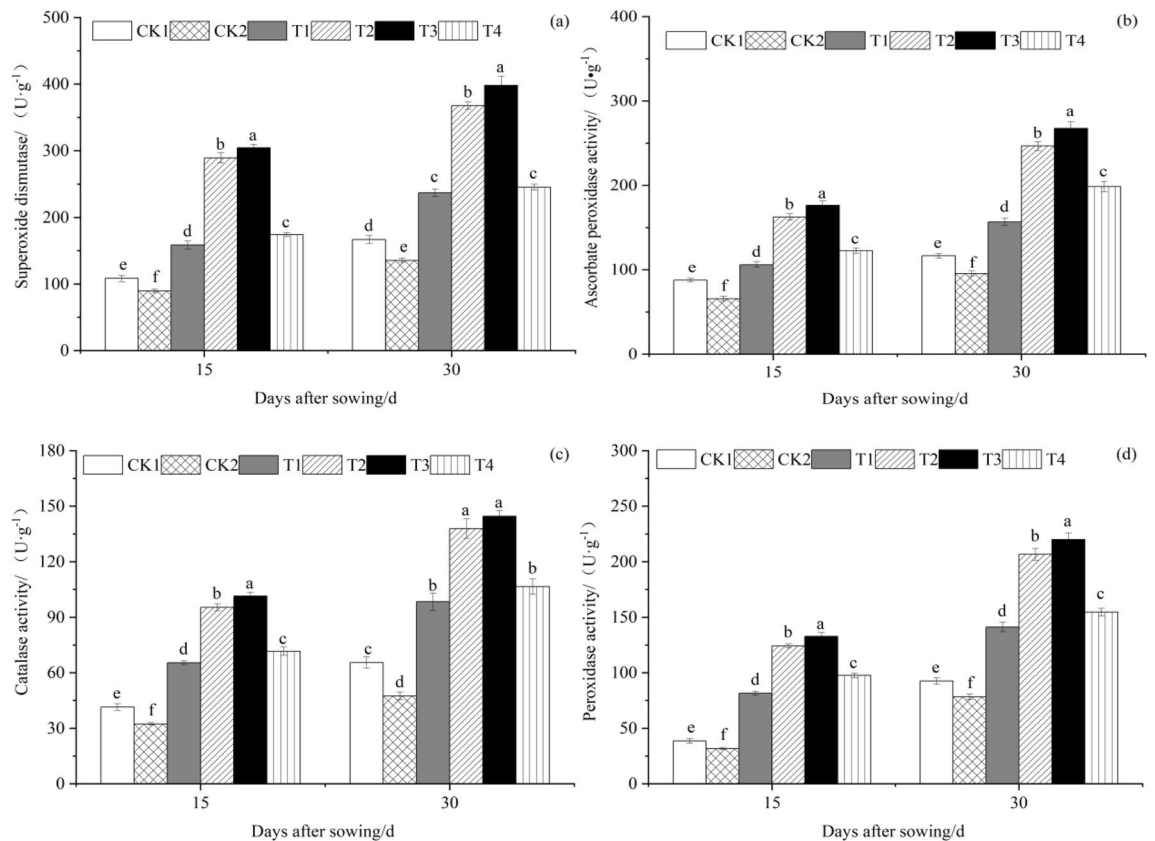 500
400
300
200
100
0
Superoxide dismutase/ (U·g⁻¹)
CK1 CK2 T1 T2 T3 T4
(a)
e f d b a c
d e c b a c
15 30
Days after sowing/d
400
300
200
100
0
Ascorbate peroxidase activity/ (U•g⁻¹)
CK1 CK2 T1 T2 T3 T4
(b)
e f d b a c
e f d b a c
15 30
Days after sowing/d
180
150
120
90
60
30
0
Catalase activity/ (U·g⁻¹)
CK1 CK2 T1 T2 T3 T4
(c)
e f d b a c
c d b a a b
15 30
Days after sowing/d
300
250
200
150
100
50
0
Peroxidase activity/ (U·g⁻¹)
CK1 CK2 T1 T2 T3 T4
(d)
e f d b a c
e f d b a c
15 30
Days after sowing/d